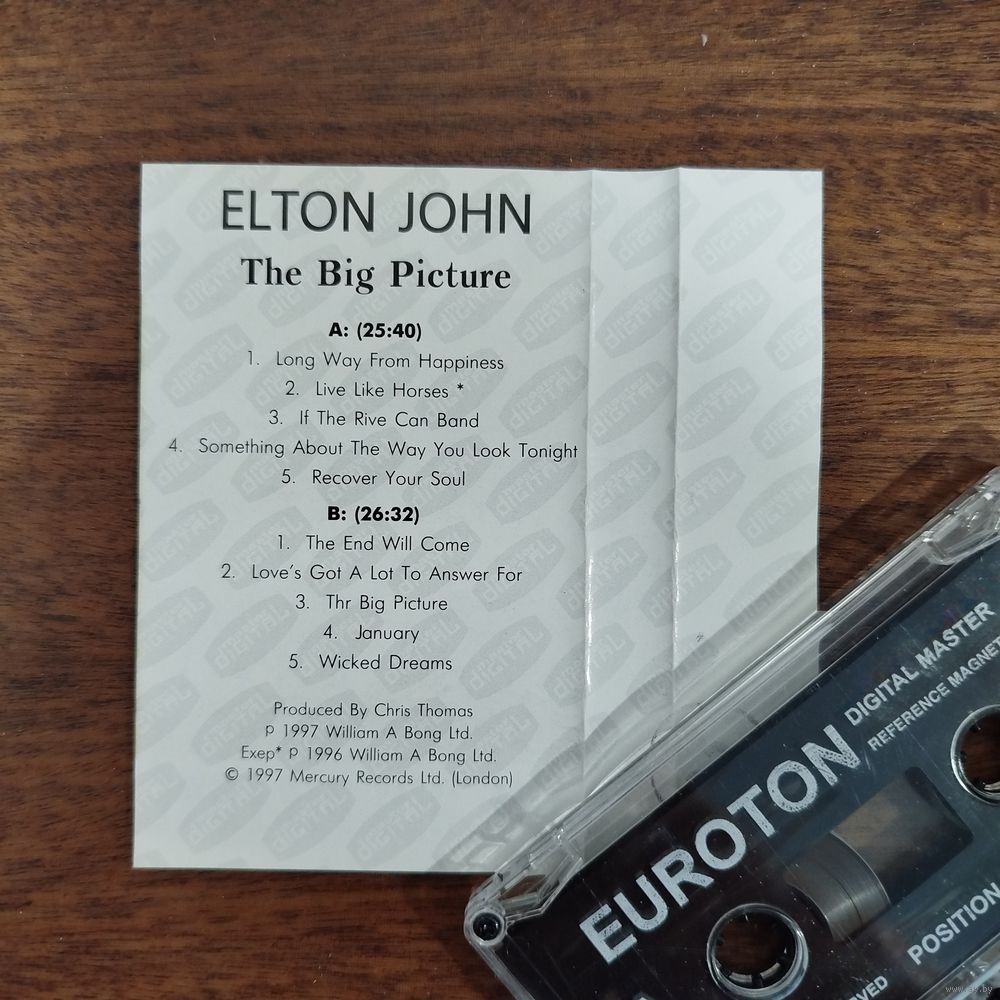 ELTON JOHN
The Big Picture
A: (25:40)
1. Long Way From Happiness
2. Live Like Horses *
3. If The Rive Can Band
4. Something About The Way You Look Tonight
5. Recover Your Soul
B: (26:32)
1. The End Will Come
2. Love's Got A Lot To Answer For
3. Thr Big Picture
4. January
5. Wicked Dreams
Produced By Chris Thomas
P 1997 William A Bong Ltd.
Exep* P 1996 William A Bong Ltd.
© 1997 Mercury Records Ltd. (London)
EUROTON
DIGITAL MASTER
REFERENCE
POSITION